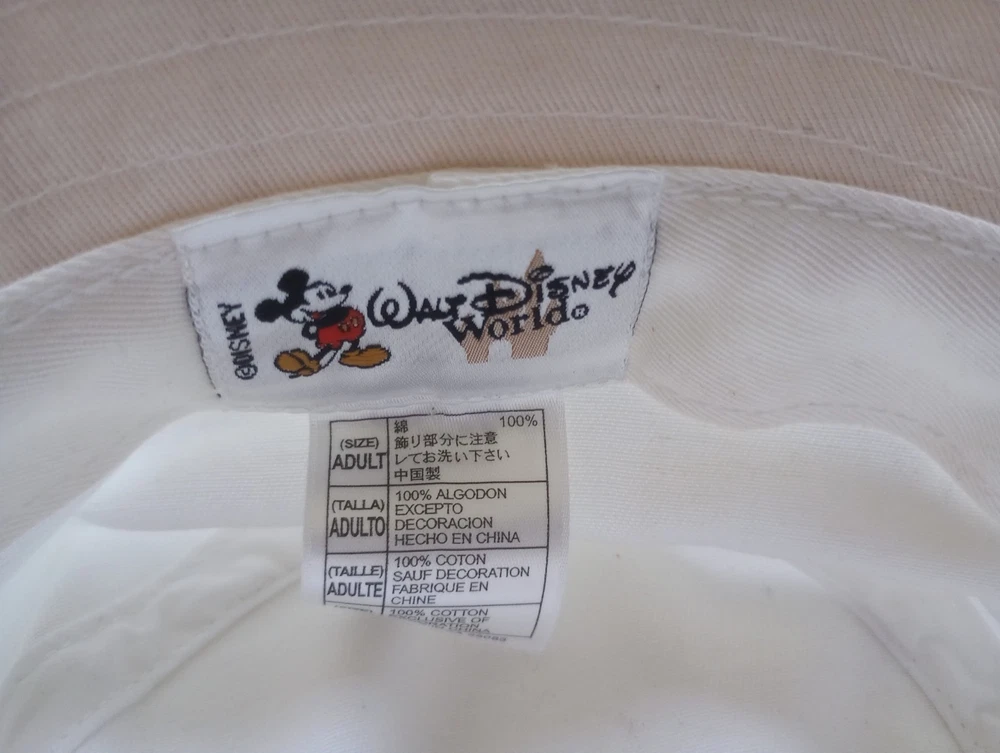 ©DISNEY
WALT DISNEY
World®
(SIZE)
ADULT
綿 100%
飾り部分に注意
レてお洗い下さい
中国製
(TALLA)
ADULTO
100% ALGODON
EXCEPTO
DECORACION
HECHO EN CHINA
(TAILLE)
ADULTE
100% COTON
SAUF DECORATION
FABRIQUE EN
CHINE
100% COTTON
EXCLUSIVE OF